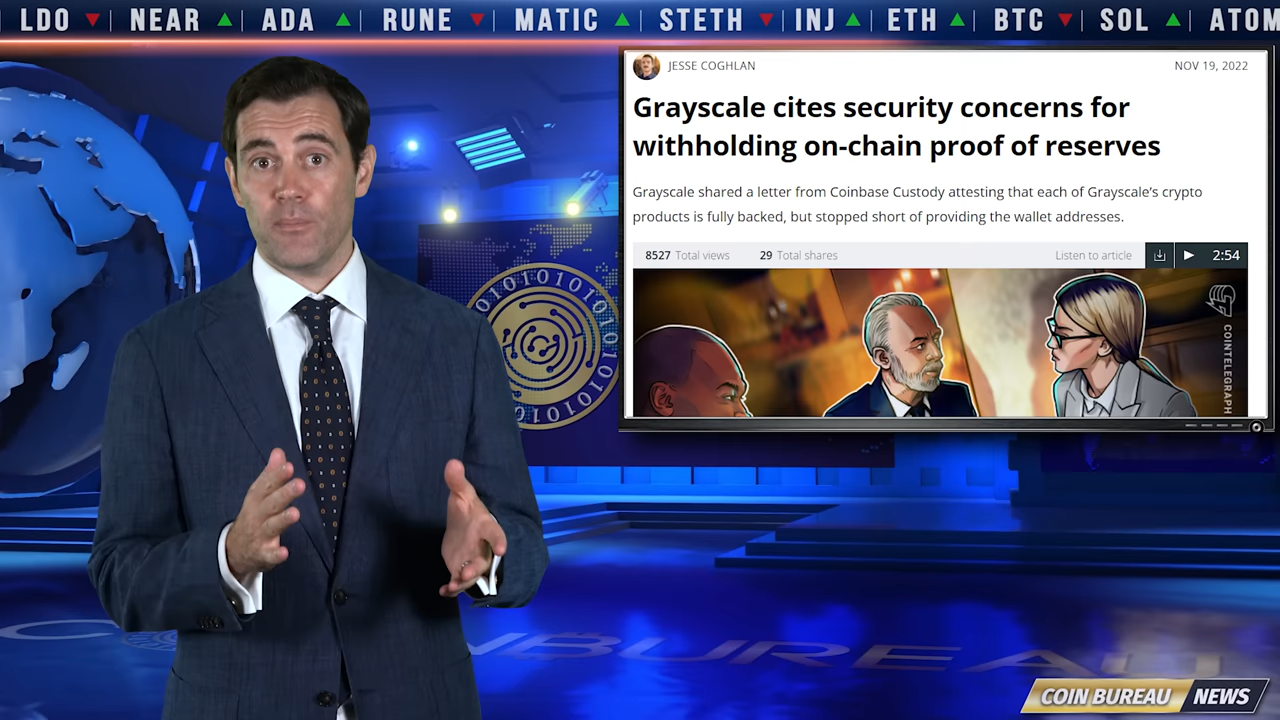 LDO NEAR ADA RUNE MATIC STETH INJ ETH BTC SOL ATOM
JESSE COGHLAN NOV 19, 2022
Grayscale cites security concerns for
withholding on-chain proof of reserves
Grayscale shared a letter from Coinbase Custody attesting that each of Grayscale's crypto
products is fully backed, but stopped short of providing the wallet addresses.
8527 Total views 29 Total shares Listen to article 2:54
COINTELEGRAPH
COIN BUREAU NEWS